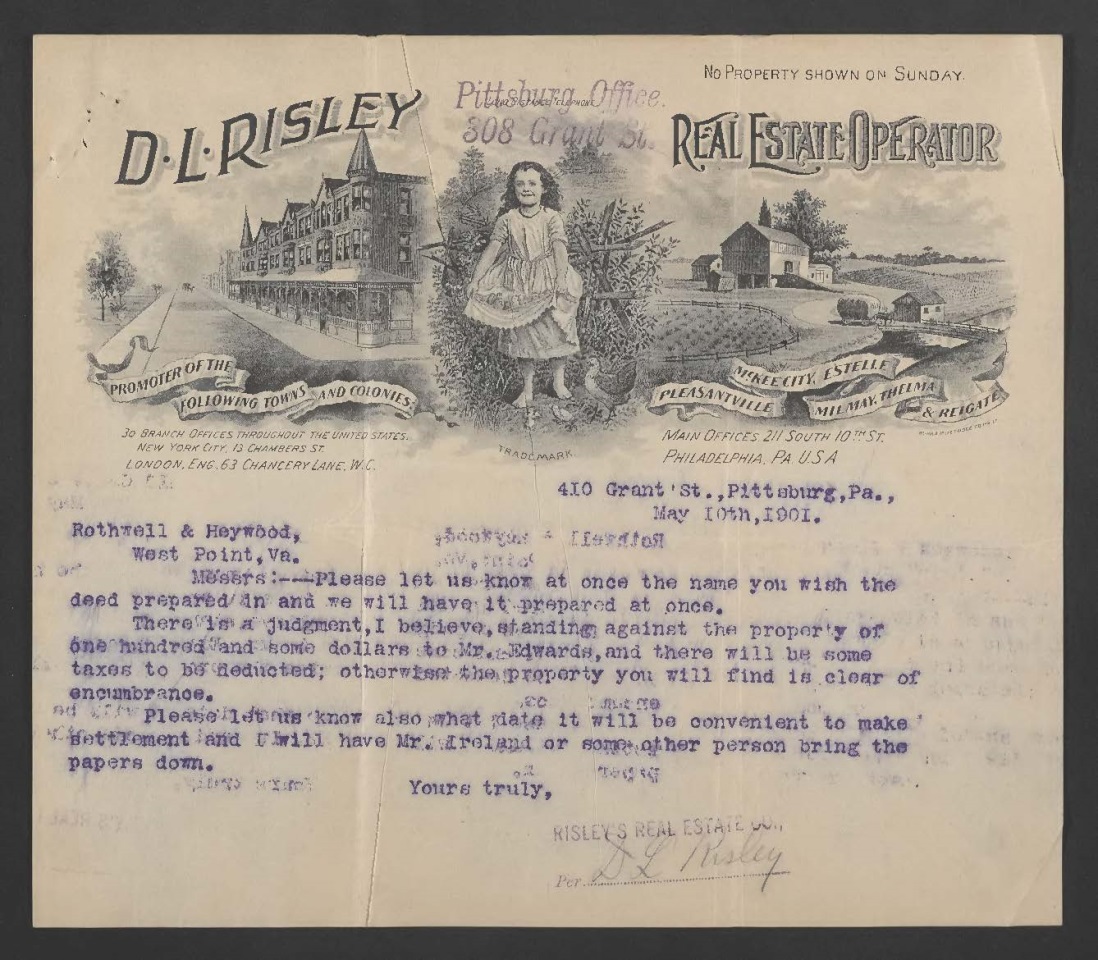 No Property shown on Sunday.
Pittsburg Office.
308 Grant St.
D. L. RISLEY
REAL ESTATE OPERATOR
PROMOTER OF THE
FOLLOWING TOWNS AND COLONIES.
McKEE CITY, ESTELLE
PLEASANTVILLE
MILMAY, THELMA
& REIGATE
30 BRANCH OFFICES THROUGHOUT THE UNITED STATES.
NEW YORK CITY, 13 CHAMBERS ST.
LONDON, ENG. 63 CHANCERY LANE, W.C.
TRADEMARK
MAIN OFFICES 211 SOUTH 10TH ST.
PHILADELPHIA, PA. U.S.A
410 Grant St.,Pittsburg,Pa.,
May 10th,1901.
Rothwell & Heywood,
West Point,Va.
Messrs:---Please let us know at once the name you wish the
deed prepared in and we will have it prepared at once.
There is a judgment,I believe,standing against the property of
one hundred and some dollars to Mr. Edwards,and there will be some
taxes to be deducted; otherwise the property you will find is clear of
encumbrance.
Please let us know also what date it will be convenient to make
settlement and I will have Mr. Ireland or some other person bring the
papers down.
Yours truly,
RISLEY'S REAL ESTATE CO.,
Per D L Risley